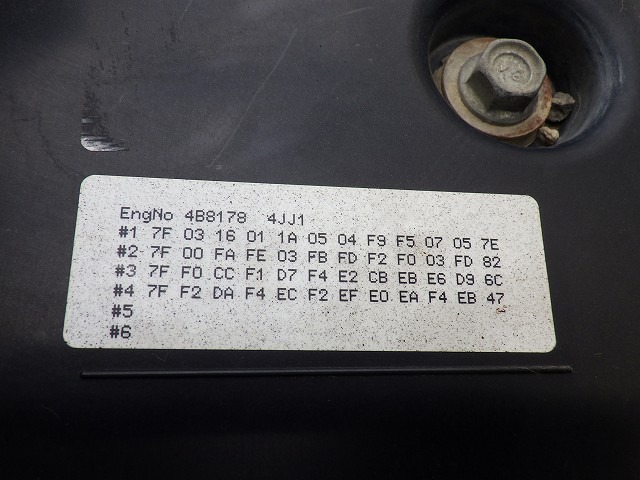 EngNo 4B8178 4JJ1
#1 7F 03 16 01 1A 05 04 F9 F5 07 05 7E
#2 7F 00 FA FE 03 FB FD F2 F0 03 FD 82
#3 7F F0 CC F1 D7 F4 E2 CB EB E6 D9 6C
#4 7F F2 DA F4 EC F2 EF E0 EA F4 EB 47
#5
#6